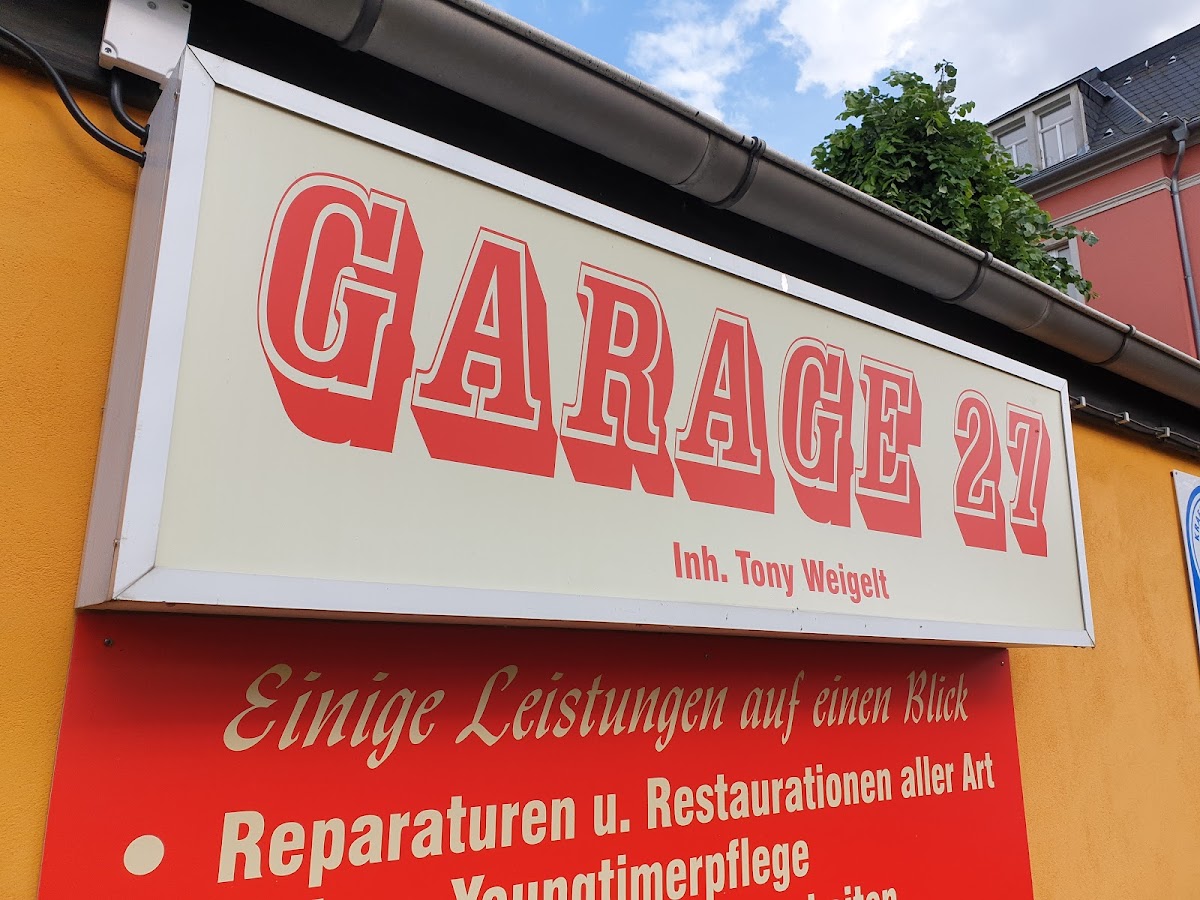 GARAGE 27
Inh. Tony Weigelt
Einige Leistungen auf einen Blick
• Reparaturen u. Restaurationen aller Art
Youngtimerpflege